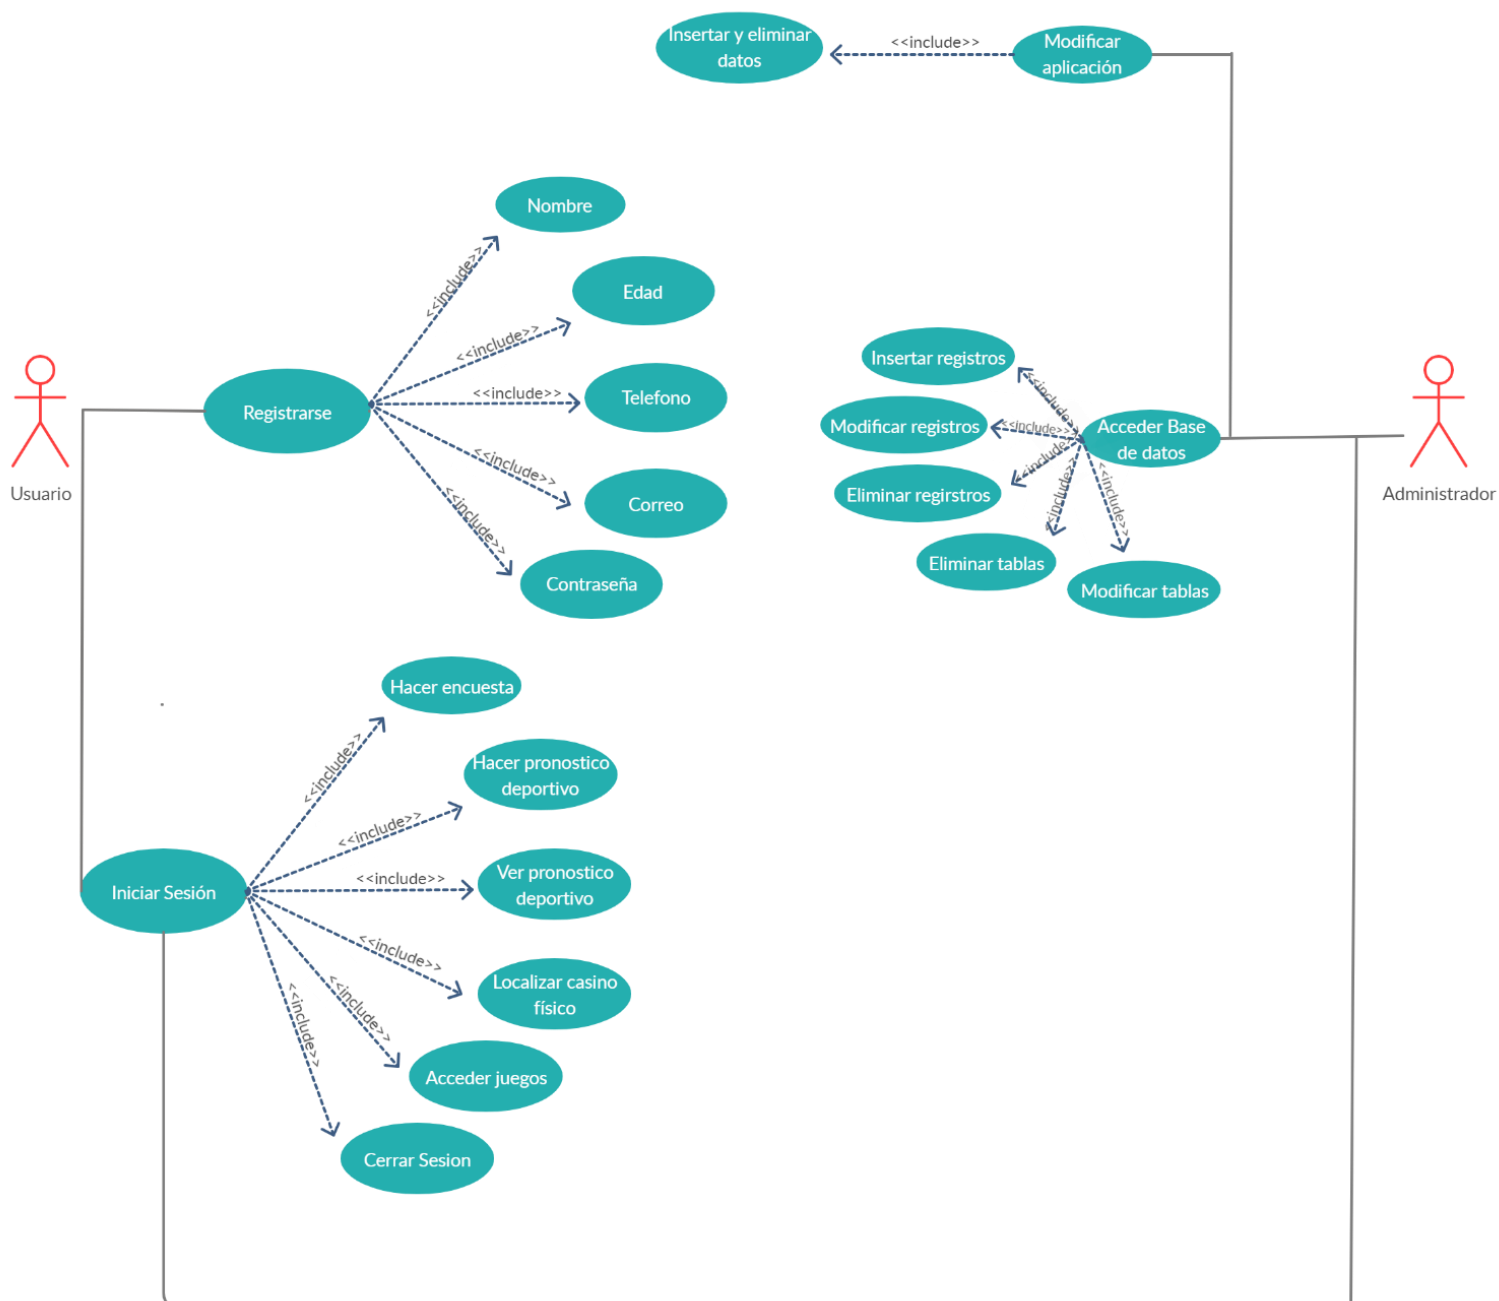 Insertar y eliminar
datos
<<include>>
Modificar
aplicación
Nombre
<<include>>
Edad
<<include>>
Telefono
<<include>>
Registrarse
Correo
<<include>>
Contraseña
<<include>>
Usuario
Insertar registros
<<include>>
Modificar registros
<<include>>
Acceder Base
de datos
Eliminar regirstros
<<include>>
Eliminar tablas
<<include>>
Modificar tablas
<<include>>
Administrador
Hacer encuesta
<<include>>
Hacer pronostico
deportivo
<<include>>
Ver pronostico
deportivo
<<include>>
Iniciar Sesión
Localizar casino
físico
<<include>>
Acceder juegos
<<include>>
Cerrar Sesion
<<include>>